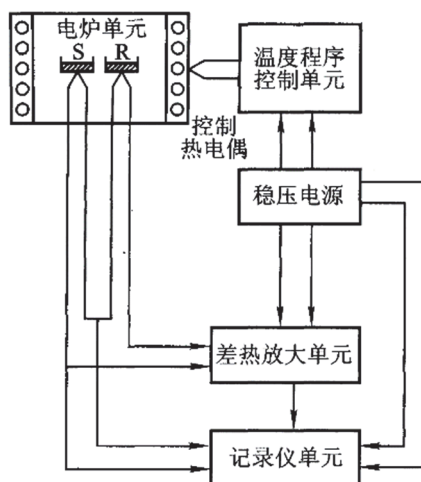 电炉单元
S R
温度程序
控制单元
控制
热电偶
稳压电源
差热放大单元
记录仪单元